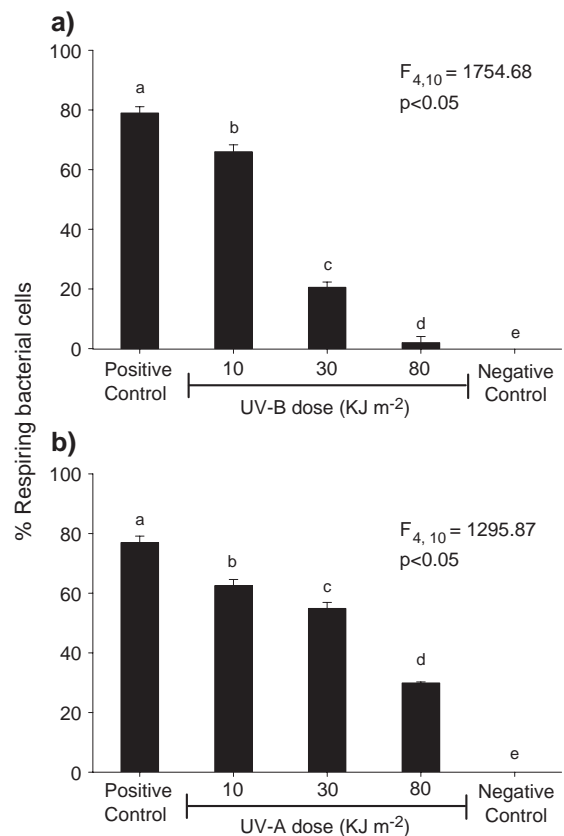 a)
F4,10 = 1754.68
p<0.05
100
80
60
40
20
0
a
b
c
d
e
Positive Control
10
30
80
Negative Control
UV-B dose (KJ m-2)
% Respiring bacterial cells
b)
F4, 10 = 1295.87
p<0.05
100
80
60
40
20
0
a
b
c
d
e
Positive Control
10
30
80
Negative Control
UV-A dose (KJ m-2)